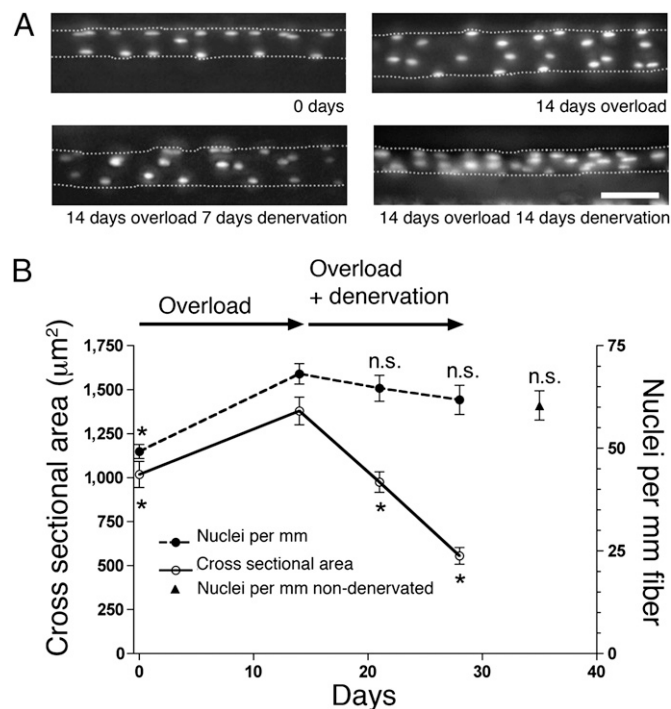 A
0 days
14 days overload
14 days overload 7 days denervation
14 days overload 14 days denervation
B
Overload
Overload
+ denervation
Cross sectional area (µm²)
1,750
1,500
1,250
1,000
750
500
250
0
*
*
n.s.
*
n.s.
*
n.s.
Nuclei per mm
Cross sectional area
Nuclei per mm non-denervated
75
50
25
0
Nuclei per mm fiber
0
10
20
30
40
Days